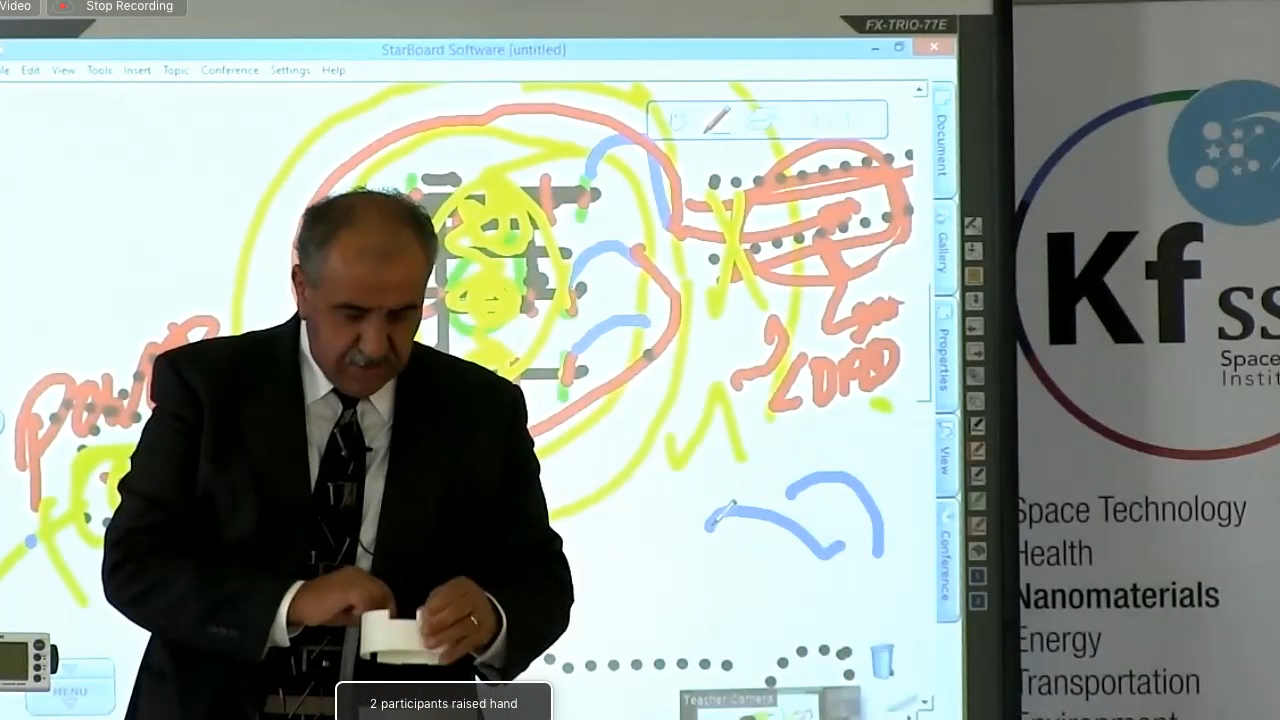 Video
Stop Recording
FX-TRIO-77E
StarBoard Software [untitled]
Edit View Tools Insert Topic Conference Settings Help
Document
Gallery
Properties
View
Conference
LOAD
MENU
Teacher Camera
2 participants raised hand
Kf ss
Space
Instit
Space Technology
Health
Nanomaterials
Energy
Transportation